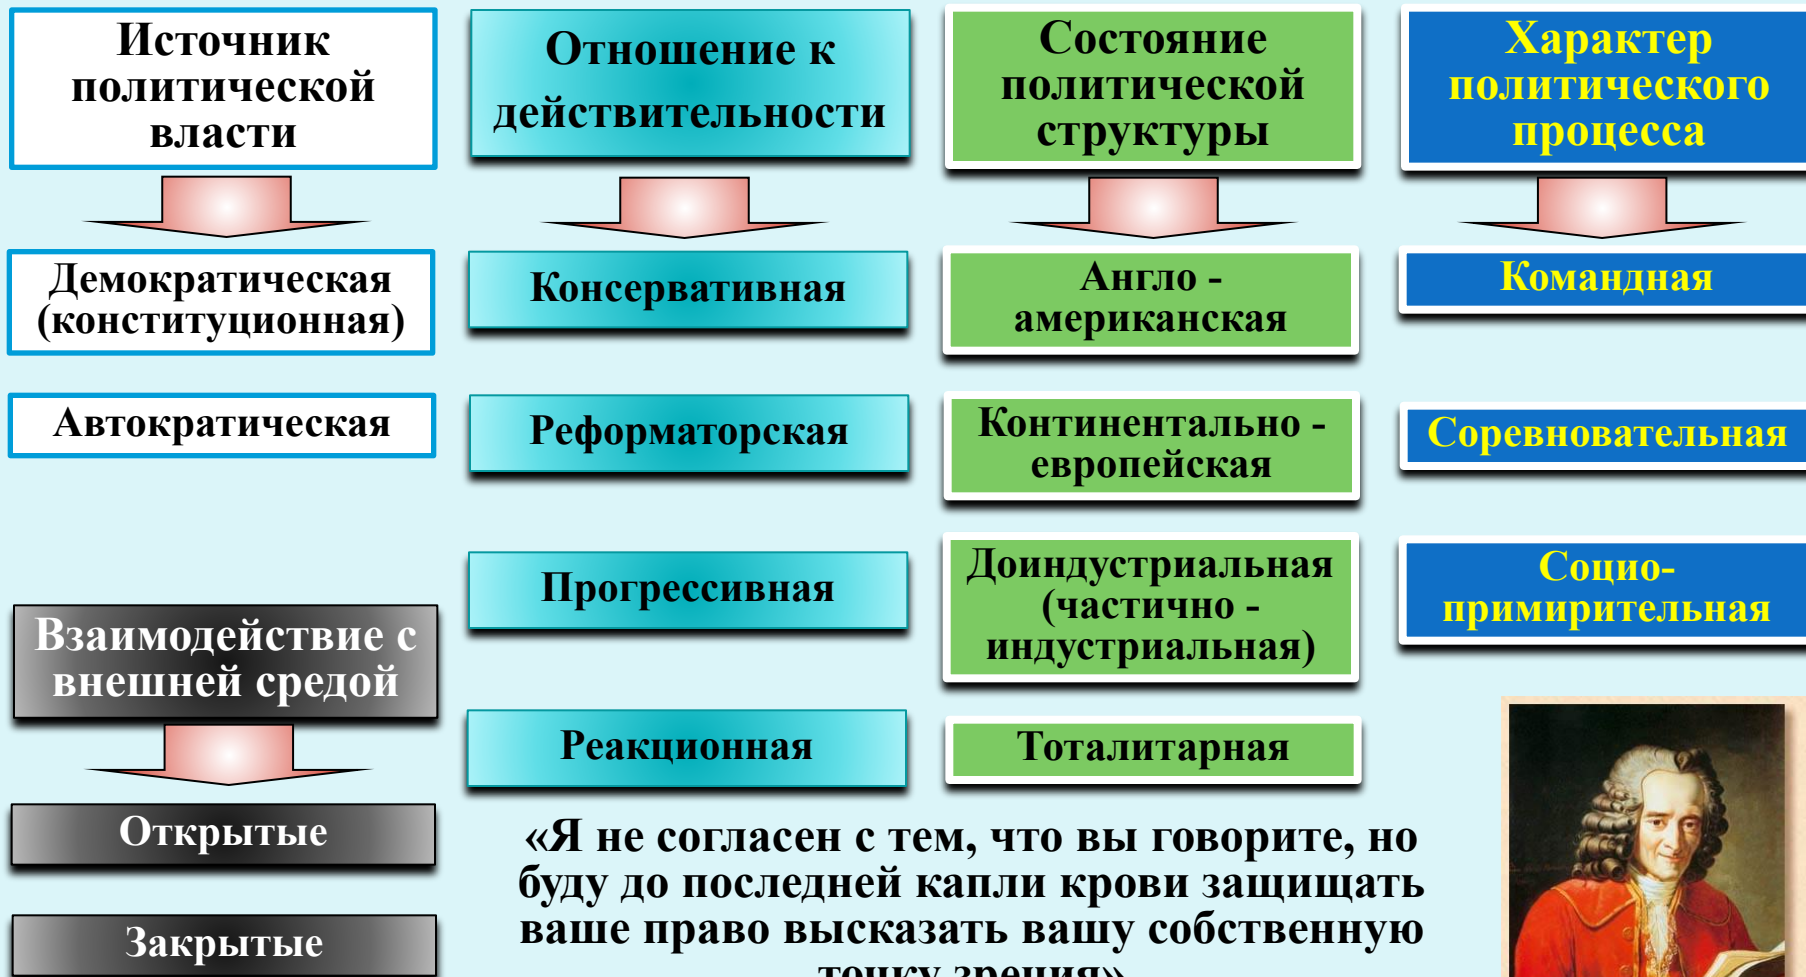 Источник
политической
власти
Демократическая
(конституционная)
Автократическая
Взаимодействие с
внешней средой
Открытые
Закрытые
Отношение к
действительности
Консервативная
Реформаторская
Прогрессивная
Реакционная
Состояние
политической
структуры
Англо -
американская
Континентально -
европейская
Доиндустриальная
(частично -
индустриальная)
Тоталитарная
Характер
политического
процесса
Командная
Соревновательная
Социо-
примирительная
«Я не согласен с тем, что вы говорите, но
буду до последней капли крови защищать
ваше право высказать вашу собственную
точку зрения»